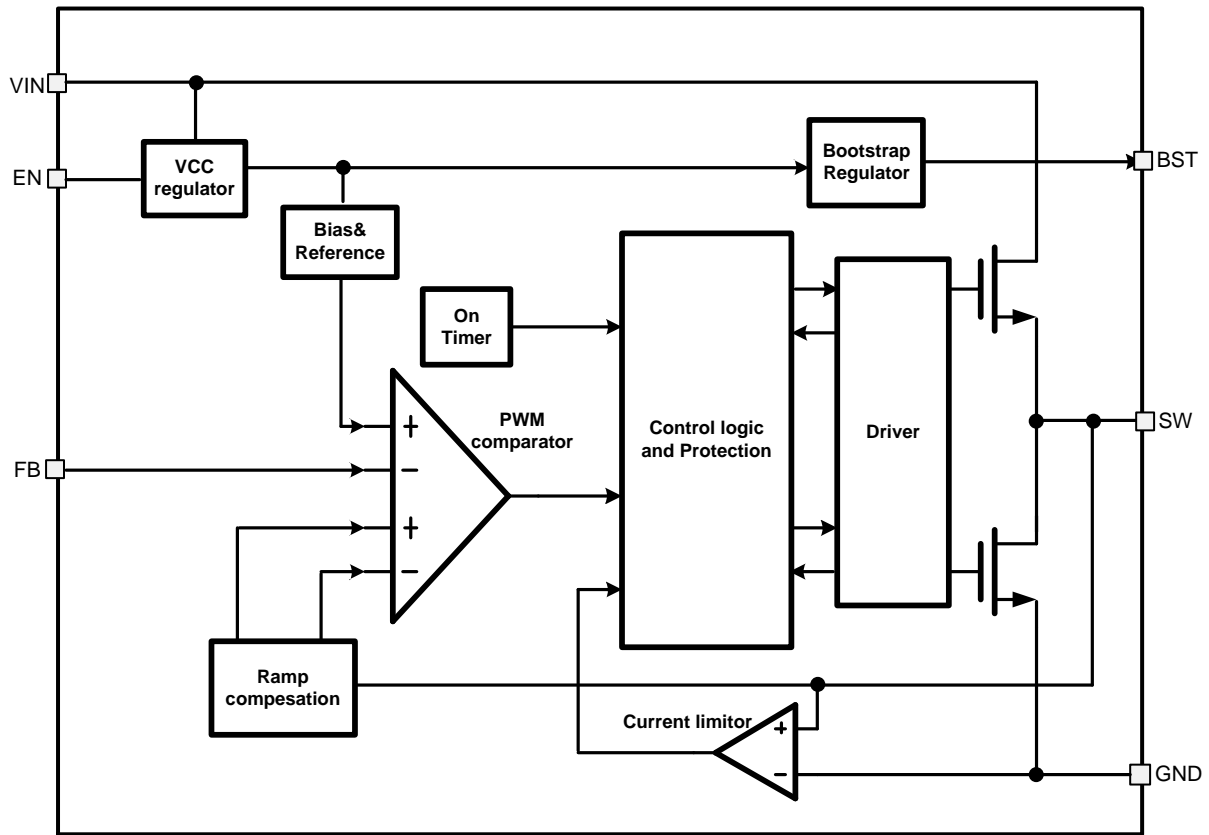 VIN
EN
VCC
regulator
Bootstrap
Regulator
BST
Bias&
Reference
On
Timer
+
PWM
comparator
−
FB
+
−
Control logic
and Protection
Driver
SW
Ramp
compesation
Current limitor
+
−
GND